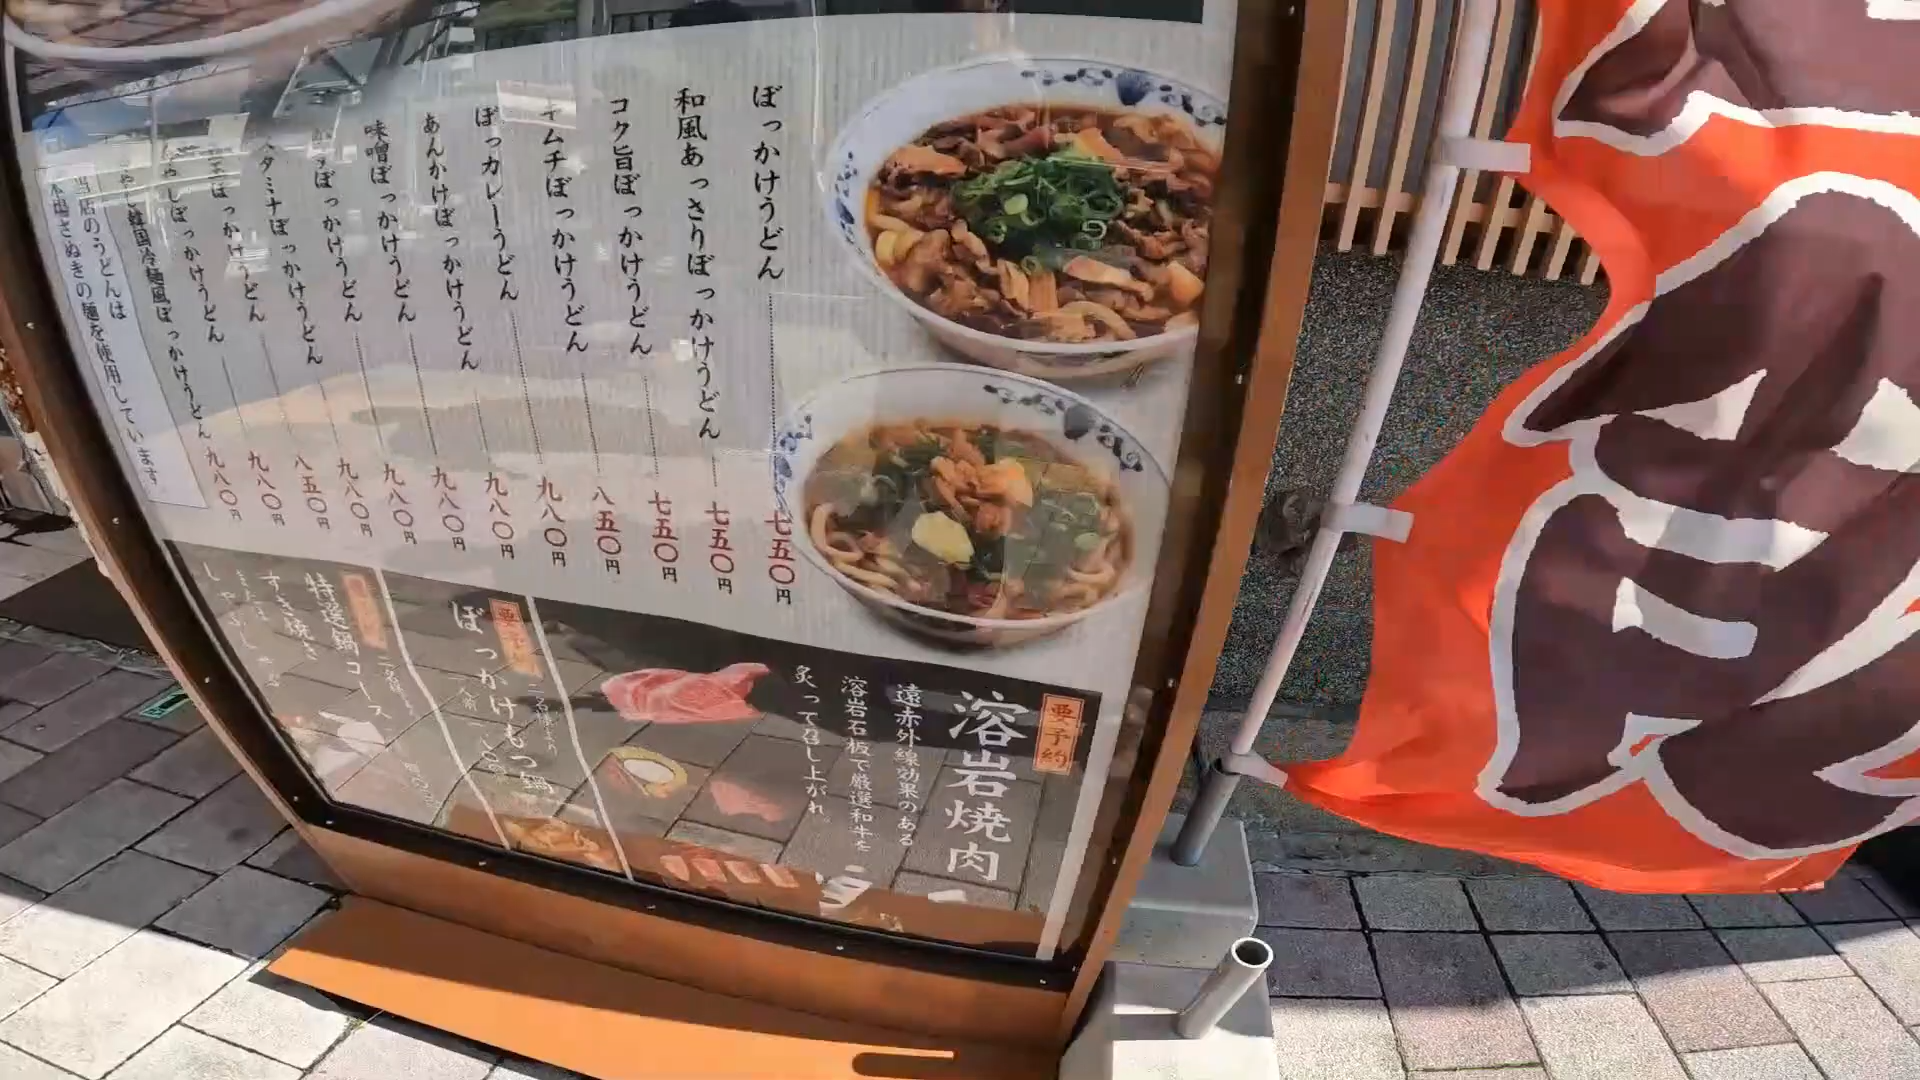 ぼっかけうどん 七五〇円
和風あっさりぼっかけうどん 七五〇円
コク旨ぼっかけうどん 七五〇円
キムチぼっかけうどん 八五〇円
ぼっカレーうどん 九八〇円
あんかけぼっかけうどん 九八〇円
味噌ぼっかけうどん 九八〇円
ぼっかけうどん 九八〇円
スタミナぼっかけうどん 九八〇円
ぼっかけうどん 八五〇円
ぼっかけうどん 九八〇円
韓国冷麺風ぼっかけうどん 九八〇円
当店のうどんは
本場さぬきの麺を使用しています
要予約
溶岩焼肉
遠赤外線効果のある
溶岩石板で厳選和牛を
炙って召し上がれ
要予約
ぼっかけもつ鍋
二名様より
特選鍋コース
すき焼き
または
しゃぶしゃぶ